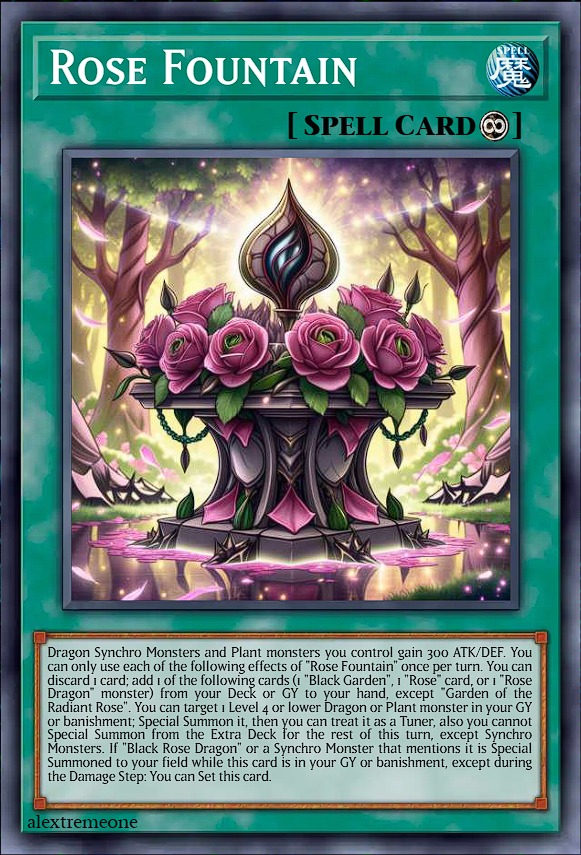 Rose Fountain
SPELL
魔
[ Spell Card ]
Dragon Synchro Monsters and Plant monsters you control gain 300 ATK/DEF. You
can only use each of the following effects of "Rose Fountain" once per turn. You can
discard 1 card; add 1 of the following cards (1 "Black Garden", 1 "Rose" card, or 1 "Rose
Dragon" monster) from your Deck or GY to your hand, except "Garden of the
Radiant Rose". You can target 1 Level 4 or lower Dragon or Plant monster in your GY
or banishment; Special Summon it, then you can treat it as a Tuner, also you cannot
Special Summon from the Extra Deck for the rest of this turn, except Synchro
Monsters. If "Black Rose Dragon" or a Synchro Monster that mentions it is Special
Summoned to your field while this card is in your GY or banishment, except during
the Damage Step: You can Set this card.
alextremeone